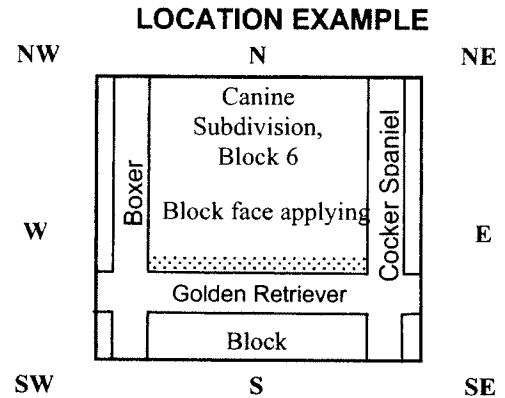 LOCATION EXAMPLE
NW N NE
Canine
Subdivision,
Block 6
Boxer
Cocker Spaniel
Block face applying
W E
Golden Retriever
Block
SW S SE